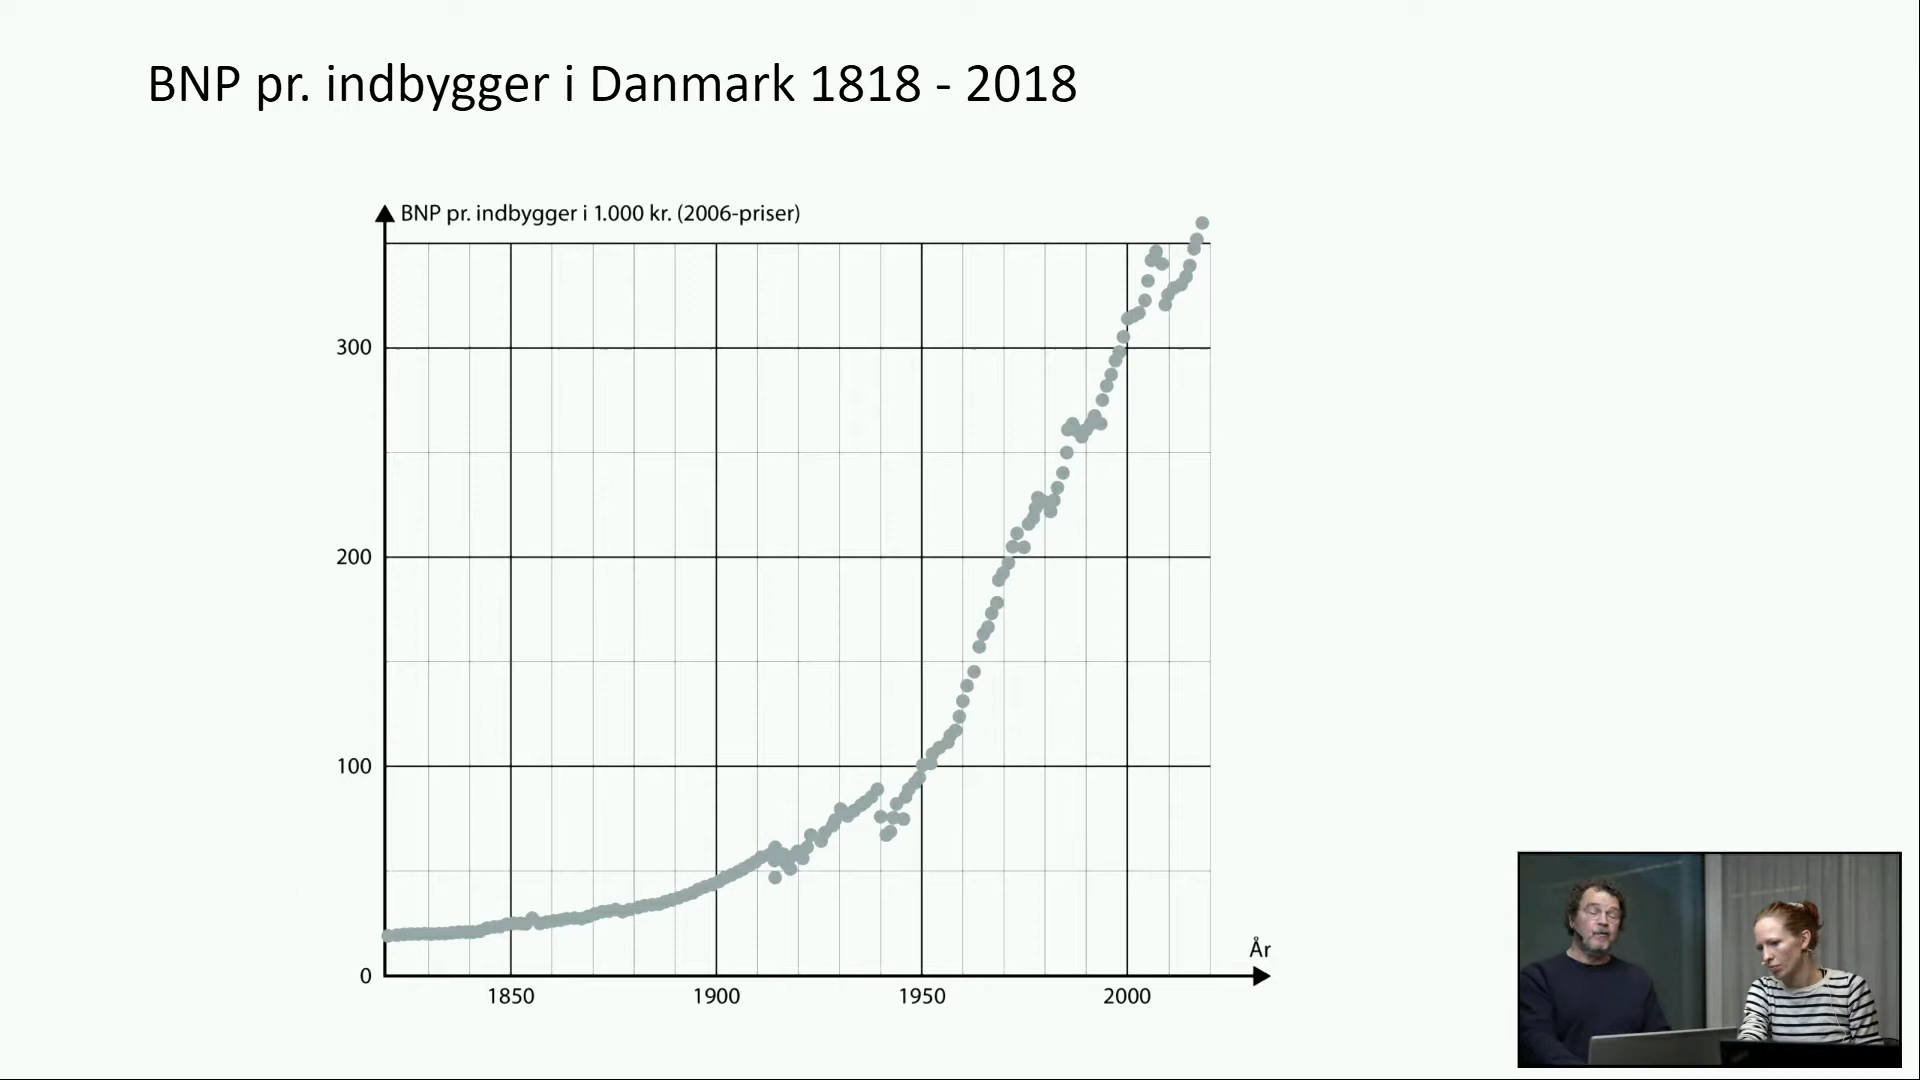 BNP pr. indbygger i Danmark 1818 - 2018
BNP pr. indbygger i 1.000 kr. (2006-priser)
300
200
100
0
År
1850
1900
1950
2000